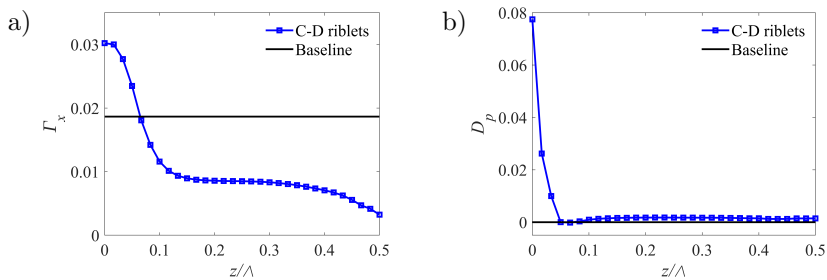 a)
0.03
0.02
0.01
0
Γx
C-D riblets
Baseline
0 0.1 0.2 0.3 0.4 0.5
z/Λ
b)
0.08
0.06
0.04
0.02
0
Dp
C-D riblets
Baseline
0 0.1 0.2 0.3 0.4 0.5
z/Λ